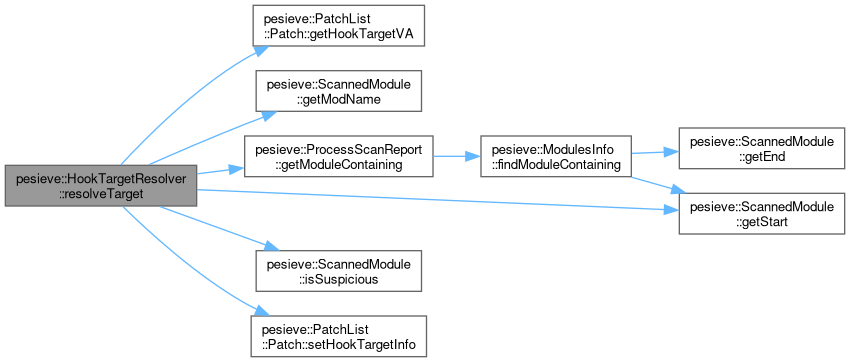 pesieve::PatchList
::Patch::getHookTargetVA
pesieve::ScannedModule
::getModName
pesieve::HookTargetResolver
::resolveTarget
pesieve::ProcessScanReport
::getModuleContaining
pesieve::ModulesInfo
::findModuleContaining
pesieve::ScannedModule
::getEnd
pesieve::ScannedModule
::getStart
pesieve::ScannedModule
::isSuspicious
pesieve::PatchList
::Patch::setHookTargetInfo